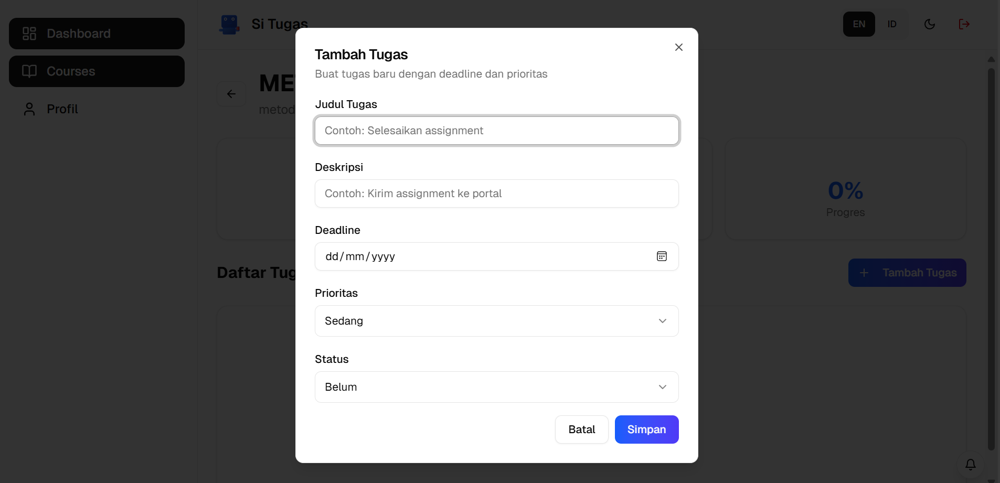 Dashboard
Courses
Profil
Si Tugas
EN
ID
metod
0%
Progres
Daftar Tug
+ Tambah Tugas
Tambah Tugas
Buat tugas baru dengan deadline dan prioritas
Judul Tugas
Contoh: Selesaikan assignment
Deskripsi
Contoh: Kirim assignment ke portal
Deadline
dd/mm/yyyy
Prioritas
Sedang
Status
Belum
Batal
Simpan